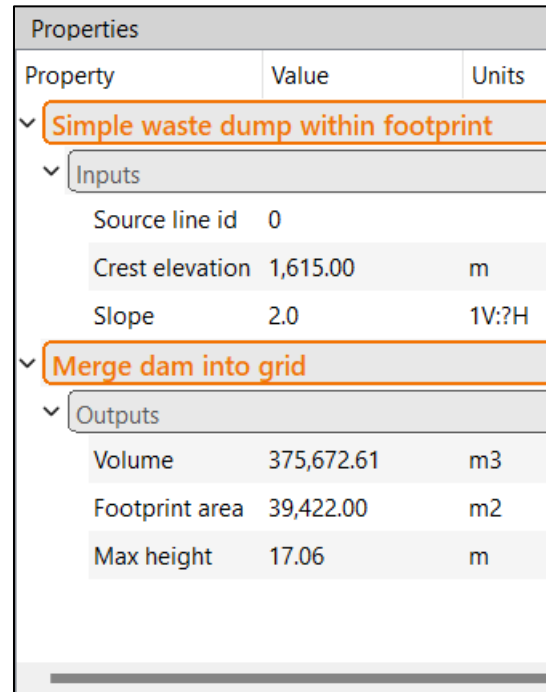 Properties
Property Value Units
Simple waste dump within footprint
Inputs
Source line id 0
Crest elevation 1,615.00 m
Slope 2.0 1V:?H
Merge dam into grid
Outputs
Volume 375,672.61 m3
Footprint area 39,422.00 m2
Max height 17.06 m